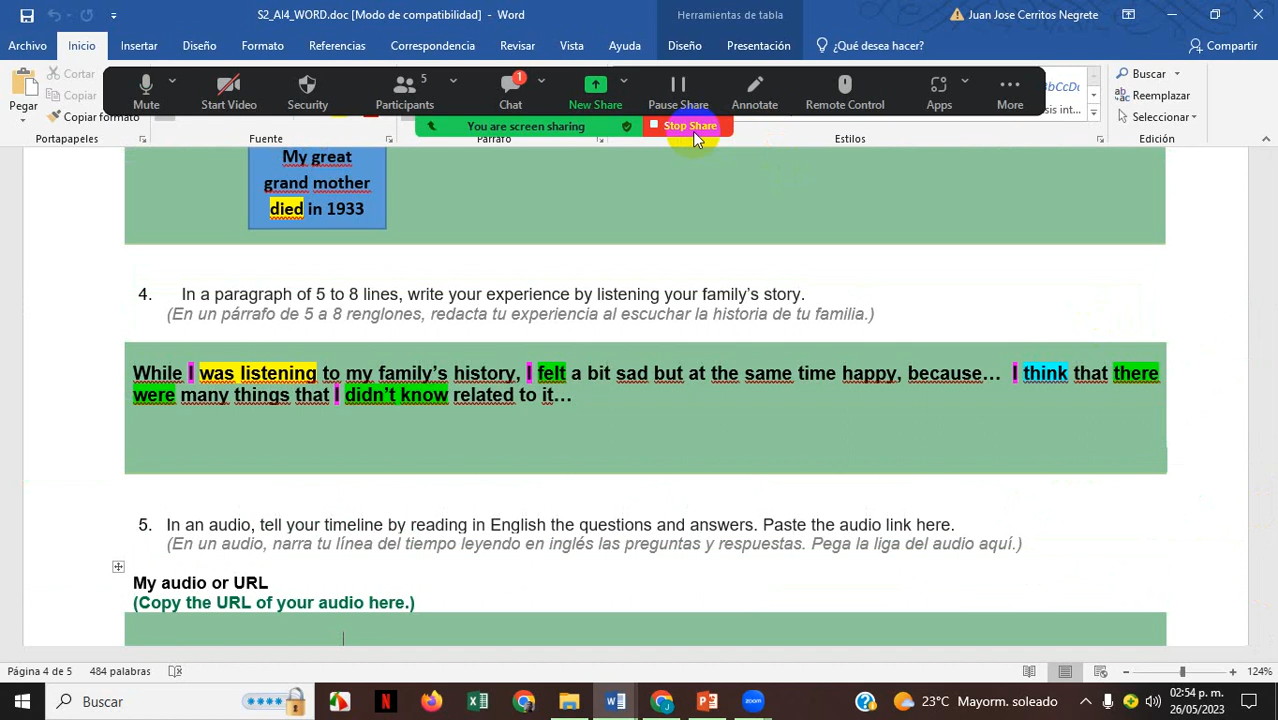 S2_AI4_WORD.doc [Modo de compatibilidad] - Word
Herramientas de tabla
Juan Jose Cerritos Negrete
Archivo Inicio Insertar Diseño Formato Referencias Correspondencia Revisar Vista Ayuda Diseño Presentación ¿Qué desea hacer? Compartir
Pegar
Cortar
Copiar
Copiar formato
Mute
Start Video
Security
5
Participants
1
Chat
New Share
Pause Share
Annotate
Remote Control
Apps
More
You are screen sharing
Stop Share
Buscar
Reemplazar
Seleccionar
Portapapeles Fuente Párrafo Estilos Edición
My great
grand mother
died in 1933
4. In a paragraph of 5 to 8 lines, write your experience by listening your family's story.
(En un párrafo de 5 a 8 renglones, redacta tu experiencia al escuchar la historia de tu familia.)
While I was listening to my family's history, I felt a bit sad but at the same time happy, because... I think that there
were many things that I didn't know related to it...
5. In an audio, tell your timeline by reading in English the questions and answers. Paste the audio link here.
(En un audio, narra tu línea del tiempo leyendo en inglés las preguntas y respuestas. Pega la liga del audio aquí.)
My audio or URL
(Copy the URL of your audio here.)
Página 4 de 5 484 palabras 124%
Buscar
23°C Mayorm. soleado
02:54 p. m.
26/05/2023